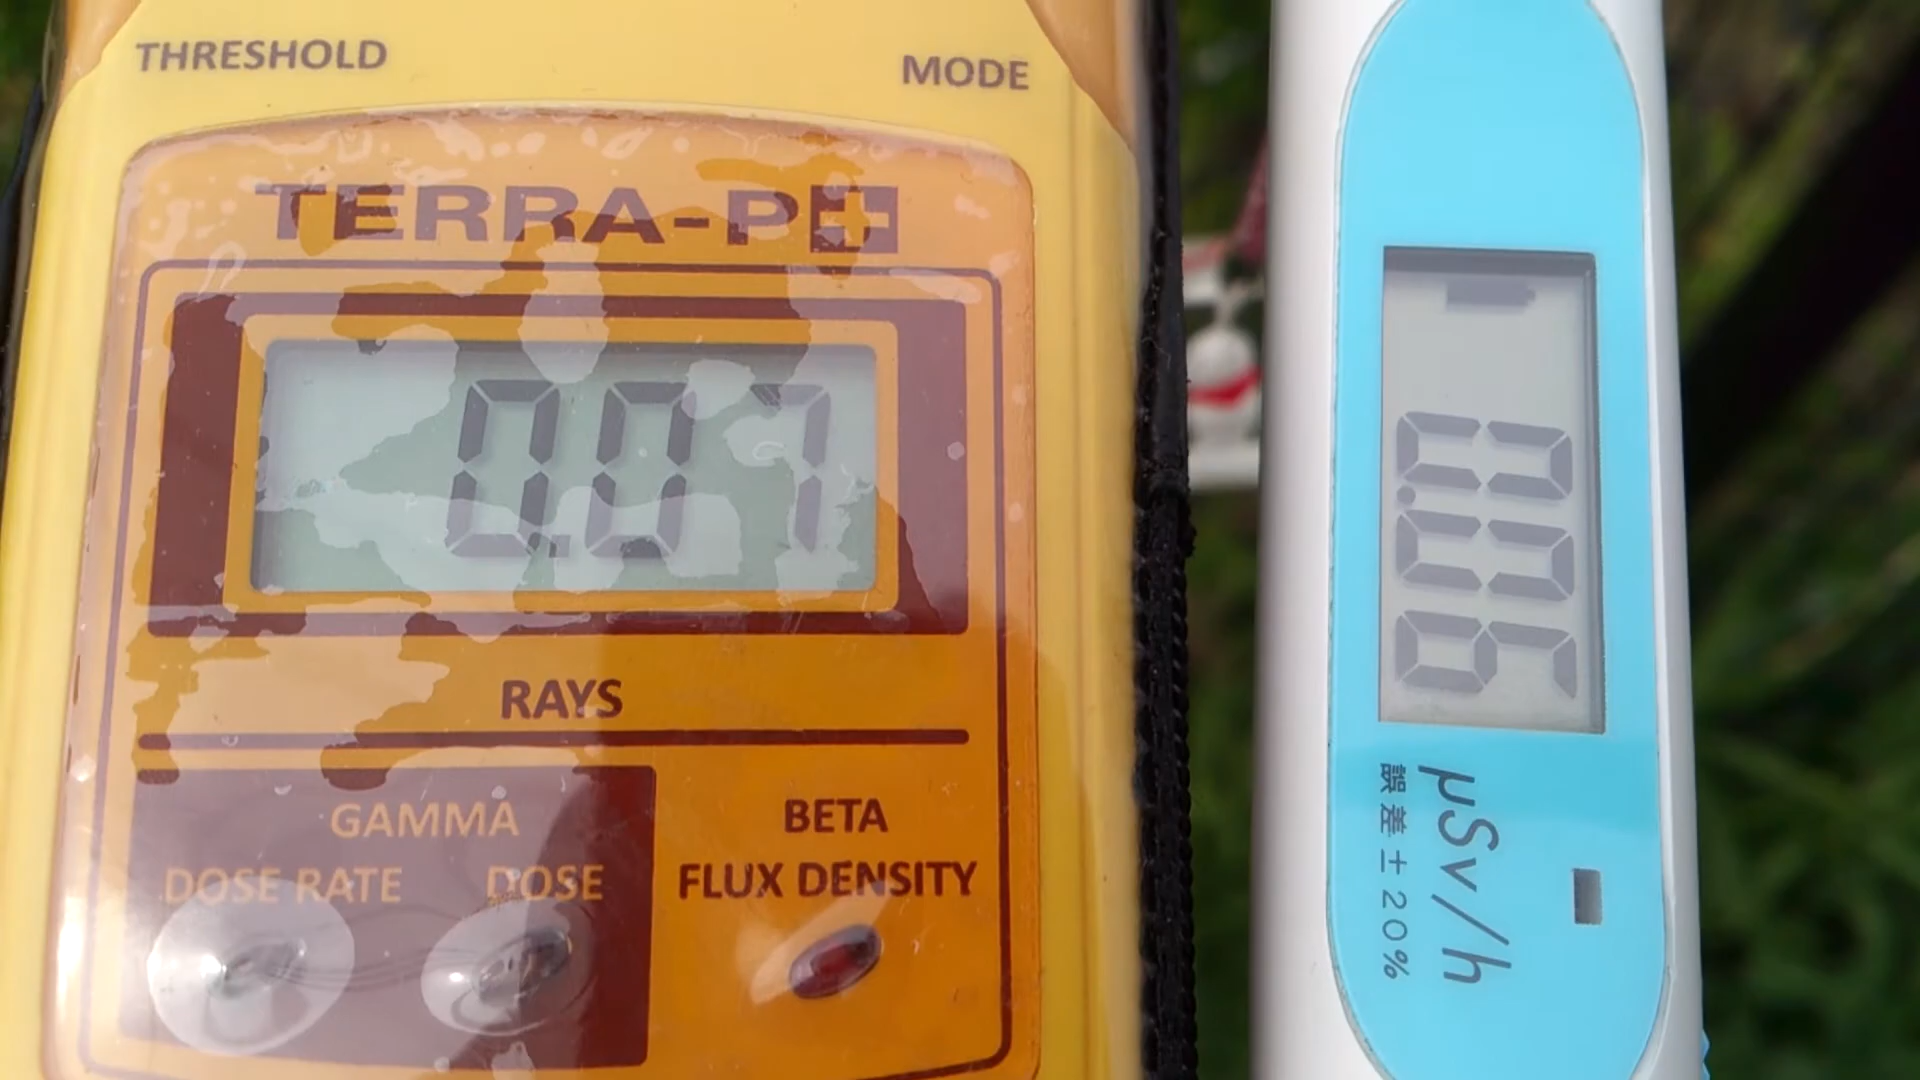 THRESHOLD
MODE
TERRA-P+
0.07
RAYS
GAMMA
DOSE RATE DOSE
BETA
FLUX DENSITY
0.06
μSv/h
誤差±20%